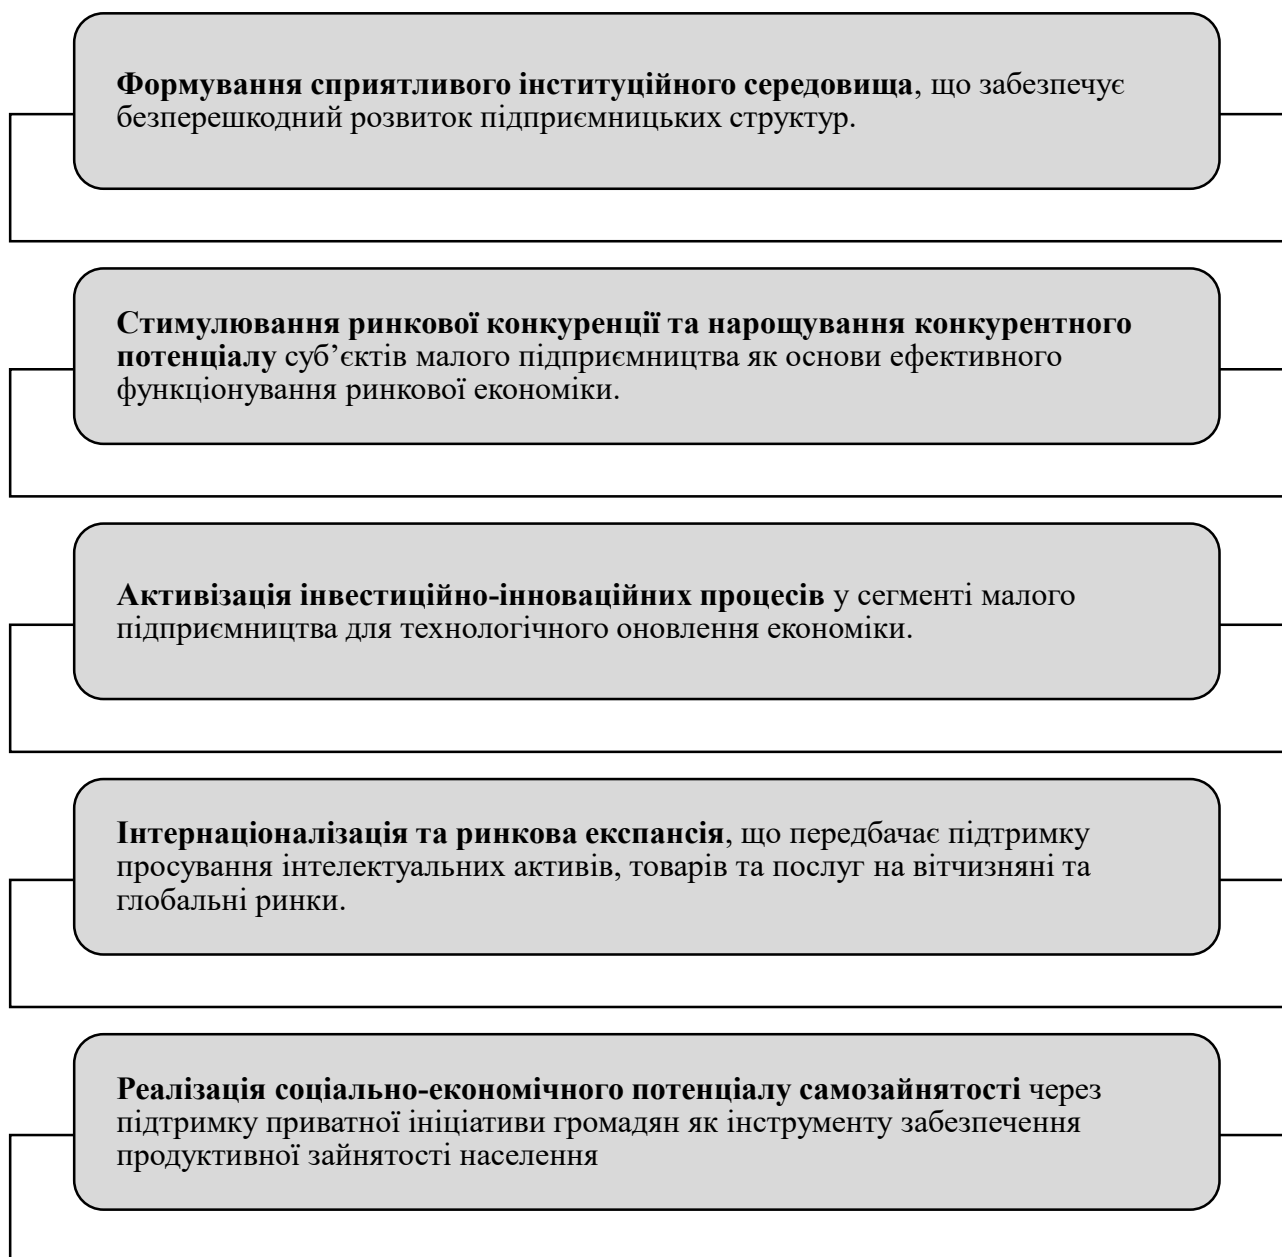 Формування сприятливого інституційного середовища, що забезпечує
безперешкодний розвиток підприємницьких структур.
Стимулювання ринкової конкуренції та нарощування конкурентного
потенціалу суб’єктів малого підприємництва як основи ефективного
функціонування ринкової економіки.
Активізація інвестиційно-інноваційних процесів у сегменті малого
підприємництва для технологічного оновлення економіки.
Інтернаціоналізація та ринкова експансія, що передбачає підтримку
просування інтелектуальних активів, товарів та послуг на вітчизняні та
глобальні ринки.
Реалізація соціально-економічного потенціалу самозайнятості через
підтримку приватної ініціативи громадян як інструменту забезпечення
продуктивної зайнятості населення